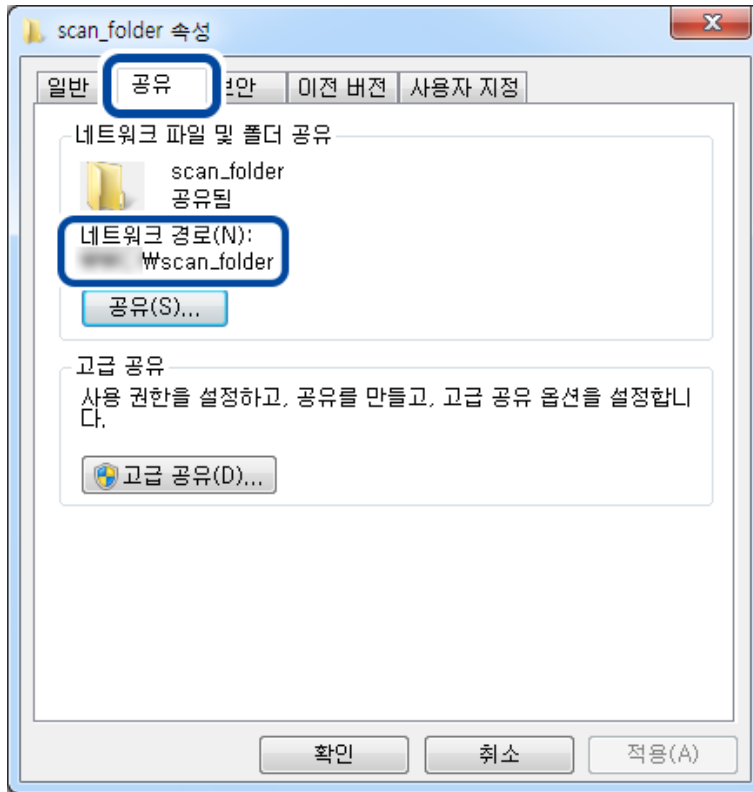 scan_folder 속성
일반
공유
보안
이전 버전
사용자 지정
네트워크 파일 및 폴더 공유
scan_folder
공유됨
네트워크 경로(N):
₩scan_folder
공유(S)...
고급 공유
사용 권한을 설정하고, 공유를 만들고, 고급 공유 옵션을 설정합니
다.
고급 공유(D)...
확인
취소
적용(A)